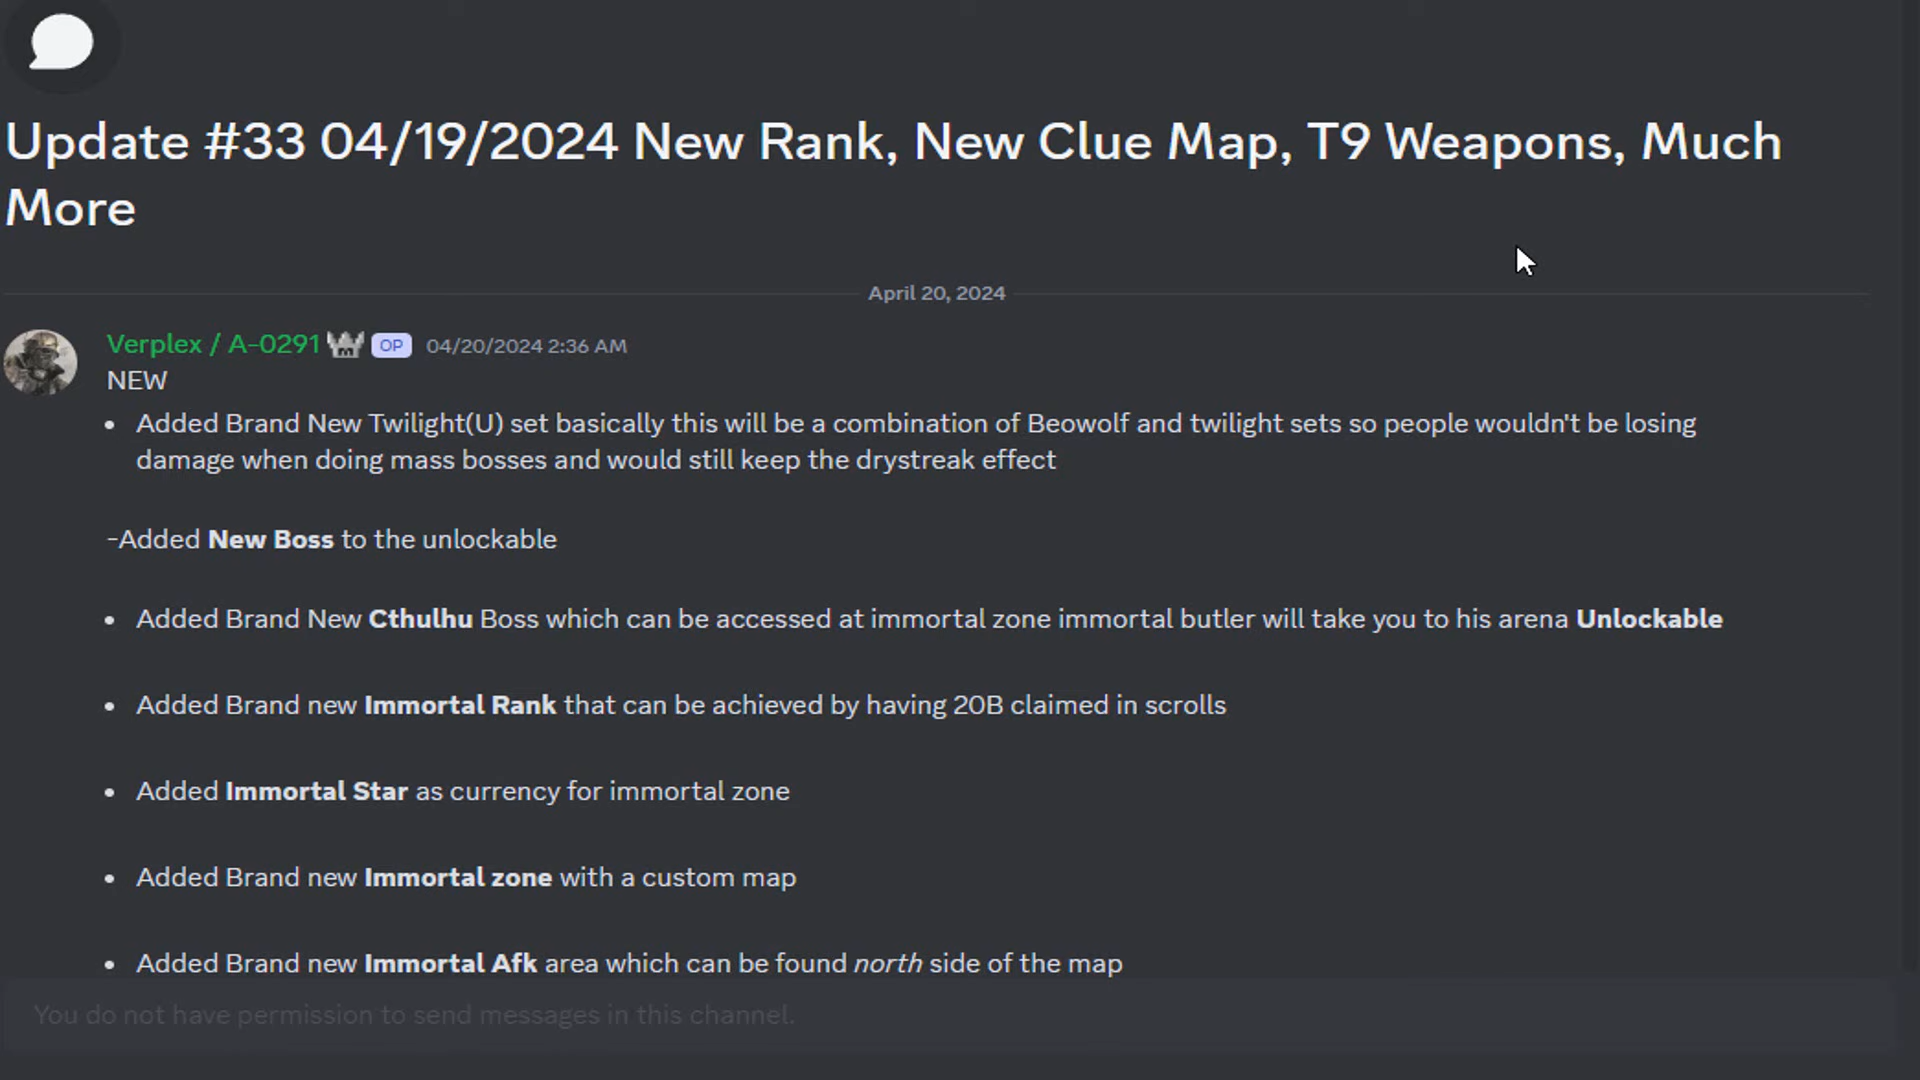 Update #33 04/19/2024 New Rank, New Clue Map, T9 Weapons, Much
More
April 20, 2024
Verplex / A-0291 OP 04/20/2024 2:36 AM
NEW
• Added Brand New Twilight(U) set basically this will be a combination of Beowolf and twilight sets so people wouldn't be losing
damage when doing mass bosses and would still keep the drystreak effect
-Added New Boss to the unlockable
• Added Brand New Cthulhu Boss which can be accessed at immortal zone immortal butler will take you to his arena Unlockable
• Added Brand new Immortal Rank that can be achieved by having 20B claimed in scrolls
• Added Immortal Star as currency for immortal zone
• Added Brand new Immortal zone with a custom map
• Added Brand new Immortal Afk area which can be found north side of the map
You do not have permission to send messages in this channel.